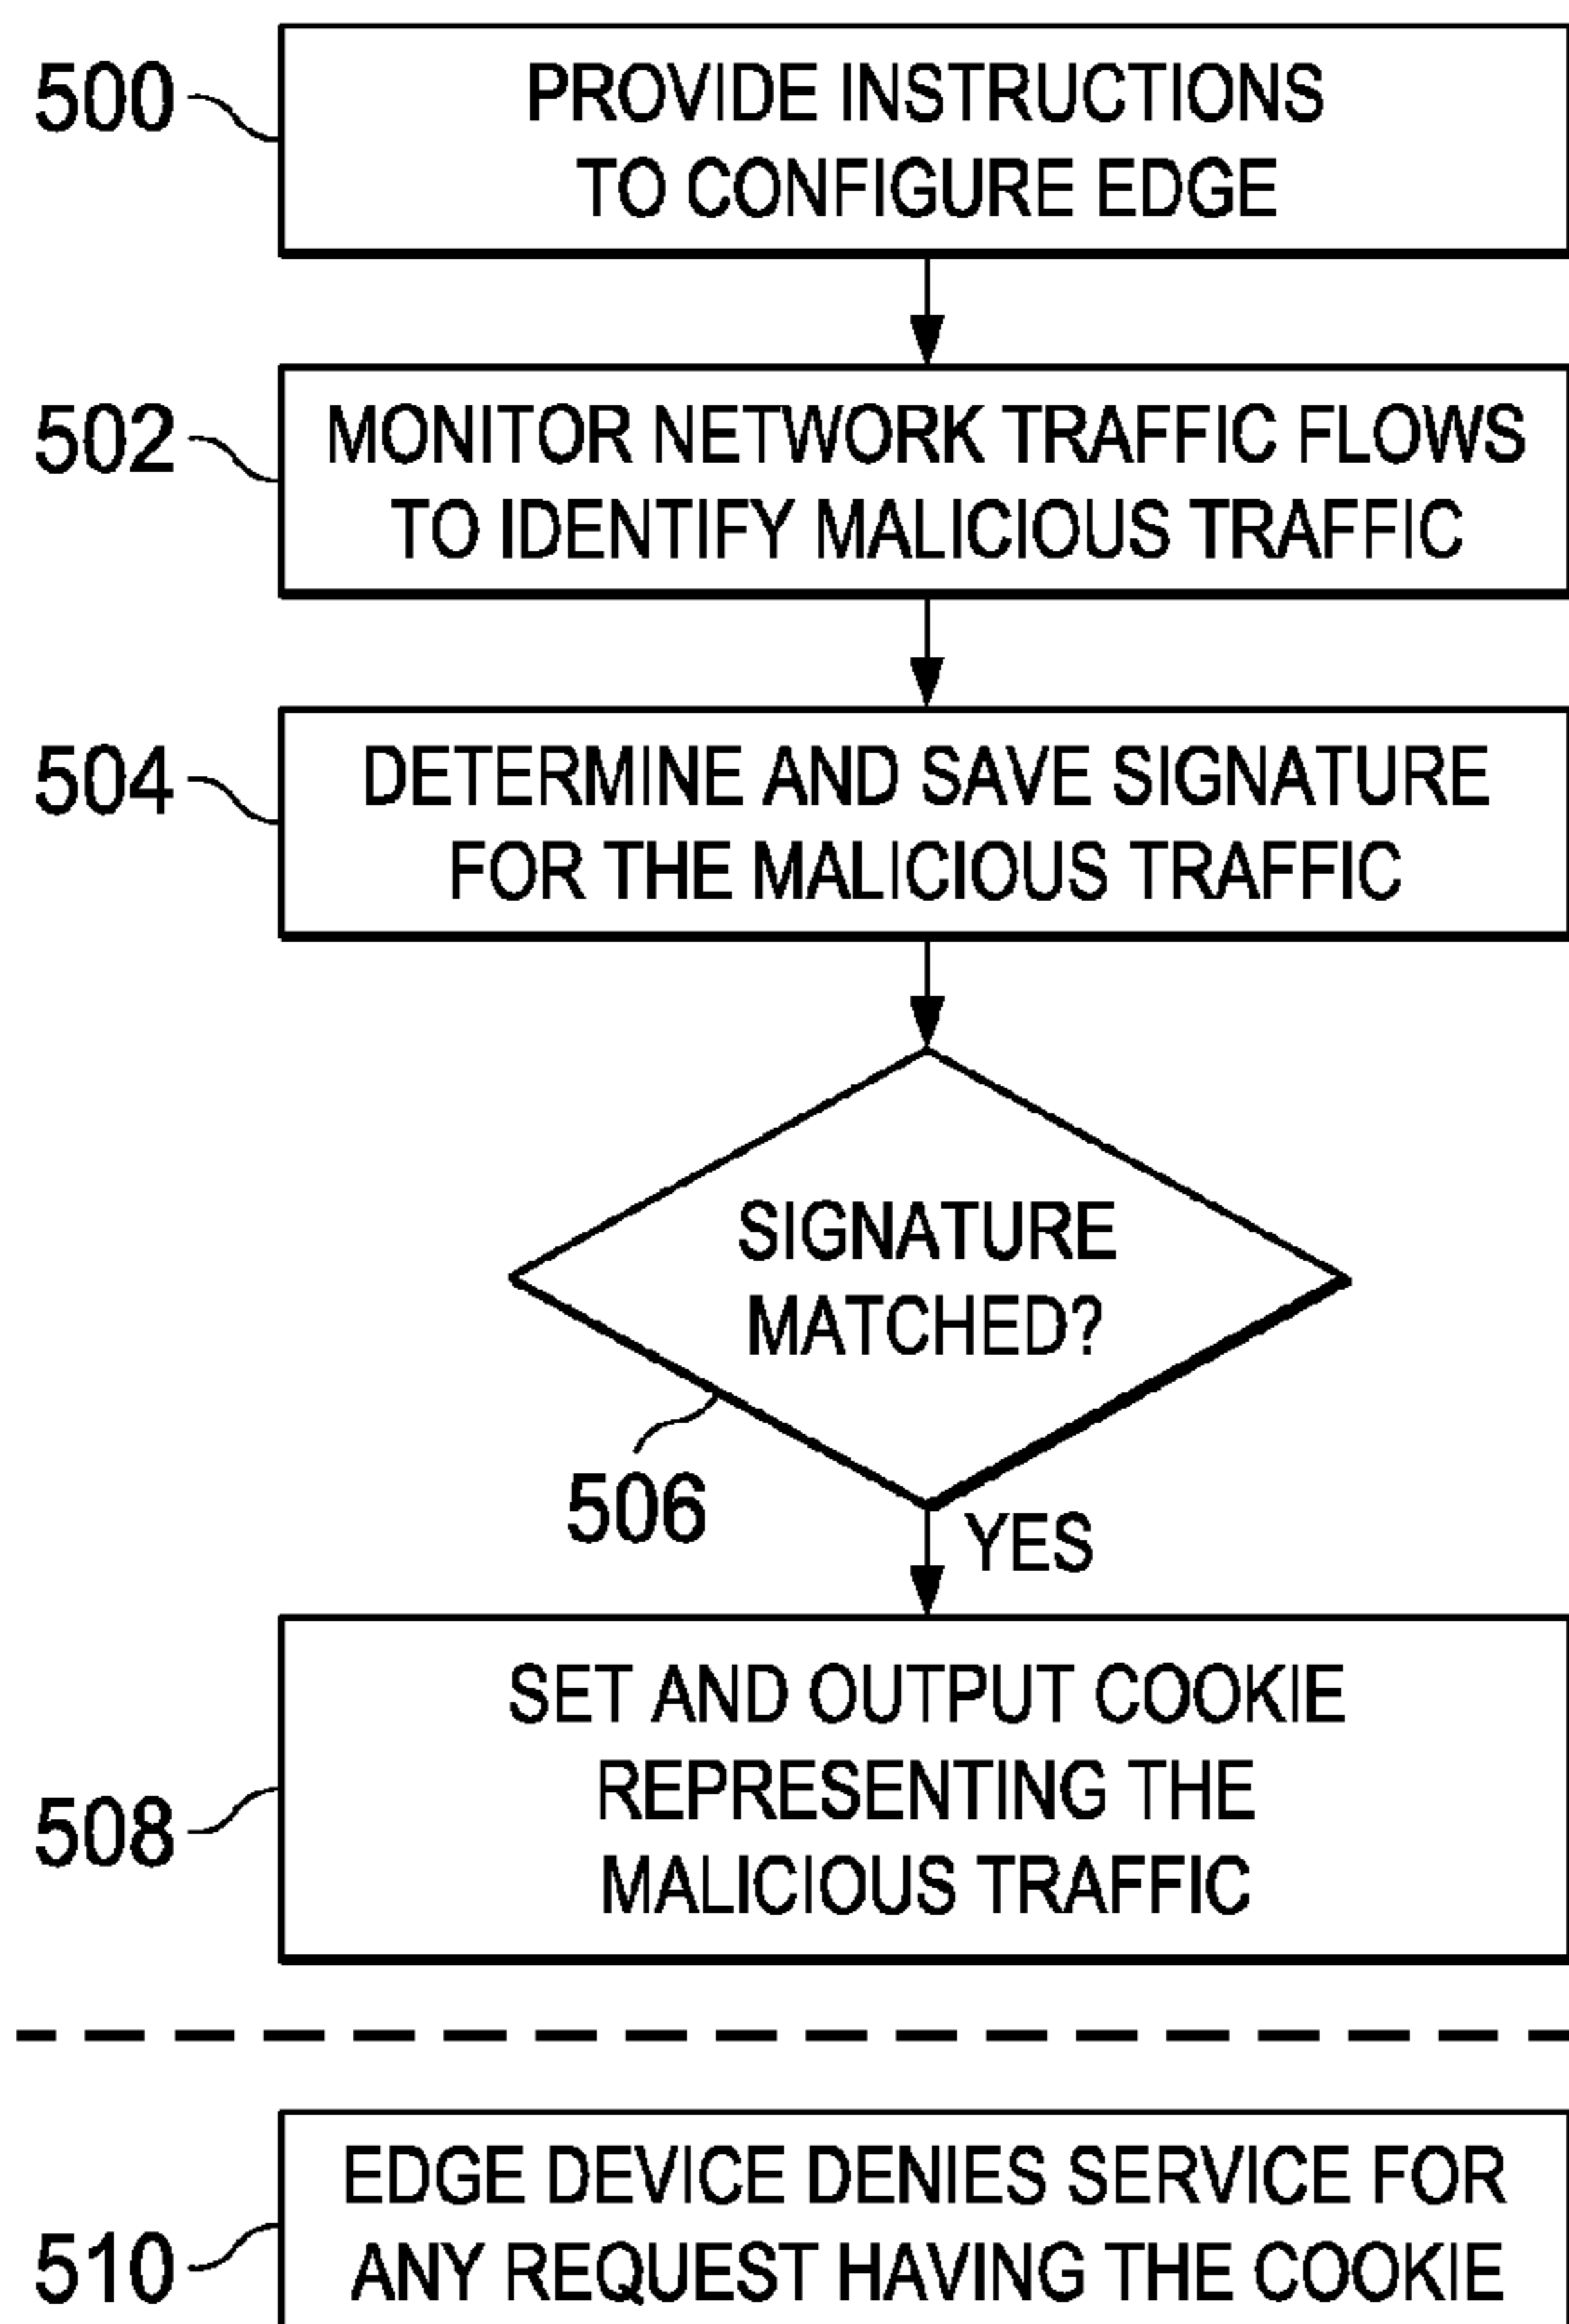 500
PROVIDE INSTRUCTIONS
TO CONFIGURE EDGE
502
MONITOR NETWORK TRAFFIC FLOWS
TO IDENTIFY MALICIOUS TRAFFIC
504
DETERMINE AND SAVE SIGNATURE
FOR THE MALICIOUS TRAFFIC
SIGNATURE
MATCHED?
506
YES
SET AND OUTPUT COOKIE
REPRESENTING THE
MALICIOUS TRAFFIC
508
EDGE DEVICE DENIES SERVICE FOR
ANY REQUEST HAVING THE COOKIE
510